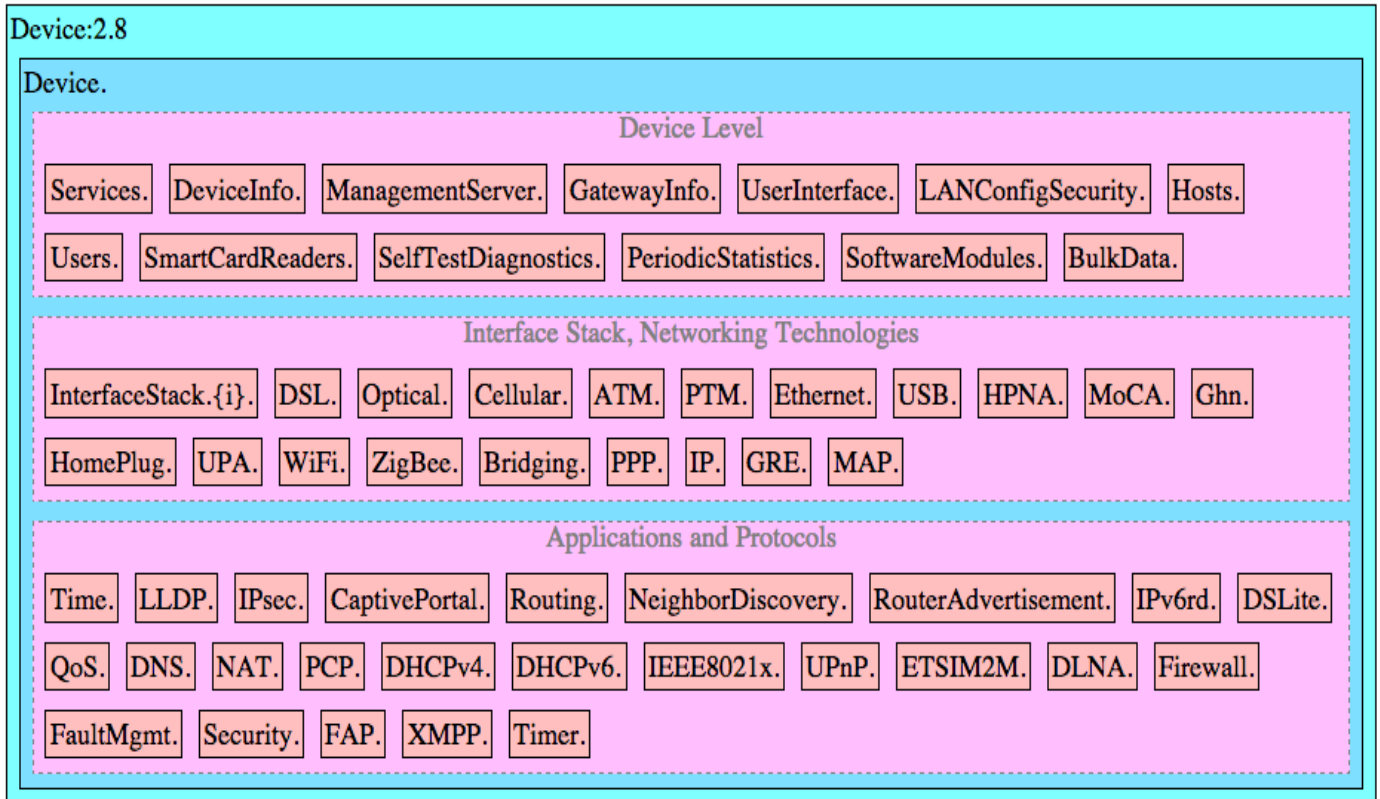 Device:2.8
Device.
Device Level
Services. DeviceInfo. ManagementServer. GatewayInfo. UserInterface. LANConfigSecurity. Hosts.
Users. SmartCardReaders. SelfTestDiagnostics. PeriodicStatistics. SoftwareModules. BulkData.
Interface Stack, Networking Technologies
InterfaceStack.{i}. DSL. Optical. Cellular. ATM. PTM. Ethernet. USB. HPNA. MoCA. Ghn.
HomePlug. UPA. WiFi. ZigBee. Bridging. PPP. IP. GRE. MAP.
Applications and Protocols
Time. LLDP. IPsec. CaptivePortal. Routing. NeighborDiscovery. RouterAdvertisement. IPv6rd. DSLite.
QoS. DNS. NAT. PCP. DHCPv4. DHCPv6. IEEE8021x. UPnP. ETSIM2M. DLNA. Firewall.
FaultMgmt. Security. FAP. XMPP. Timer.